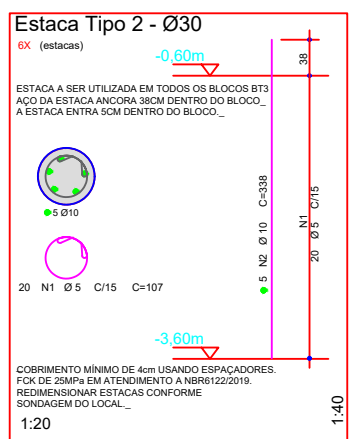 Estaca Tipo 2 - Ø30
6X (estacas)
-0,60m
38
ESTACA A SER UTILIZADA EM TODOS OS BLOCOS BT3
AÇO DA ESTACA ANCORA 38CM DENTRO DO BLOCO_
A ESTACA ENTRA 5CM DENTRO DO BLOCO._
5 Ø10
20 N1 Ø 5 C/15 C=107
5 N2 Ø 10 C=338
20 Ø 5 C/15
N1
-3,60m
COBRIMENTO MÍNIMO DE 4cm USANDO ESPAÇADORES.
FCK DE 25MPa EM ATENDIMENTO A NBR6122/2019.
REDIMENSIONAR ESTACAS CONFORME
SONDAGEM DO LOCAL._
1:20
1:40